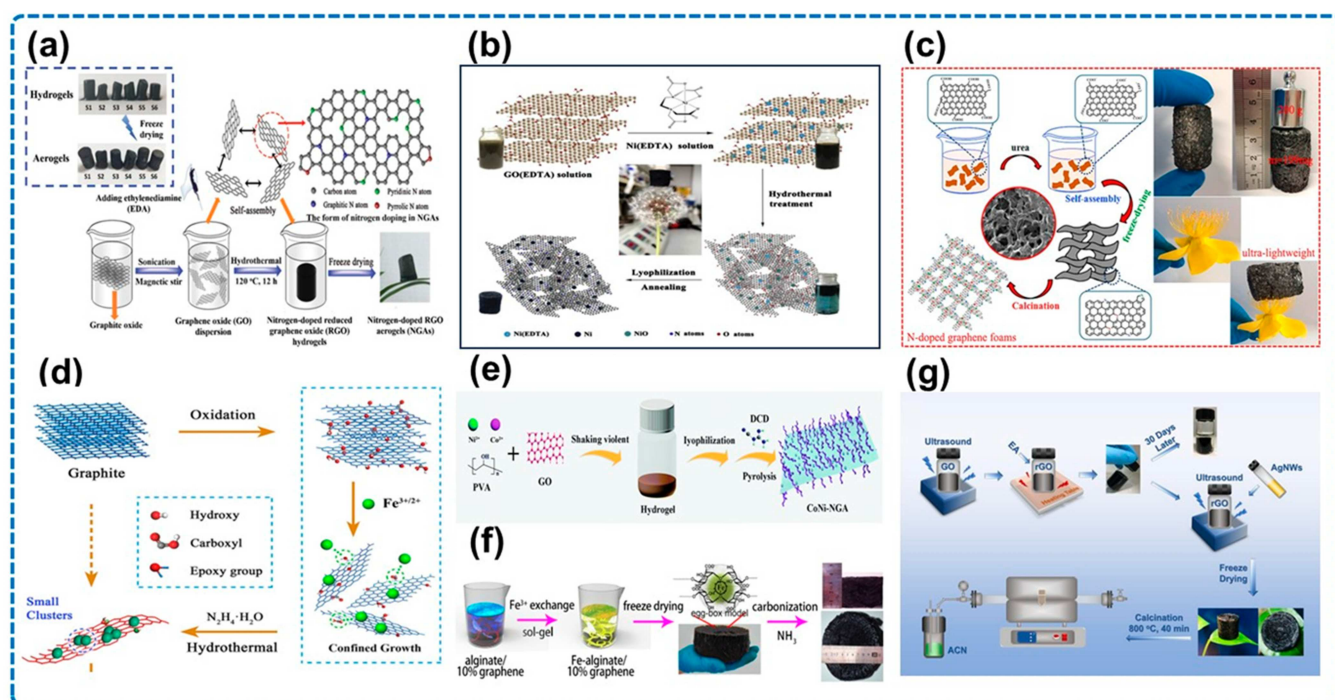 (a)
Hydrogels
S1 S2 S3 S4 S5 S6
Freeze
drying
Aerogels
S1 S2 S3 S4 S5 S6
Adding ethylenediamine
(EDA)
Self-assembly
Carbon atom
Pyridinic N atom
Graphitic N atom
Pyrrolic N atom
The form of nitrogen doping in NGAs
Sonication
Magnetic stir
Hydrothermal
120 °C, 12 h
Freeze drying
Graphite oxide
Graphene oxide (GO)
dispersion
Nitrogen-doped reduced
graphene oxide (RGO)
hydrogels
Nitrogen-doped RGO
aerogels (NGAs)
(b)
Ni(EDTA) solution
GO(EDTA) solution
Hydrothermal
treatment
Lyophilization
Annealing
Ni(EDTA)
Ni
NiO
N atoms
O atoms
(c)
urea
Self-assembly
freeze-drying
Calcination
N-doped graphene foams
ultra-lightweight
(d)
Graphite
Oxidation
Hydroxy
Carboxyl
Epoxy group
Fe3+/2+
Small
Clusters
N2H4·H2O
Hydrothermal
Confined Growth
(e)
Ni2+
Co2+
PVA
+
GO
Shaking violent
Hydrogel
lyophilization
DCD
Pyrolysis
CoNi-NGA
(f)
alginate/
10% graphene
Fe3+ exchange
sol-gel
Fe-alginate/
10% graphene
freeze drying
egg-box model
carbonization
NH3
(g)
Ultrasound
GO
EA
rGO
30 Days
Later
Ultrasound
rGO
AgNWs
Freeze
Drying
Calcination
800 °C, 40 min
ACN